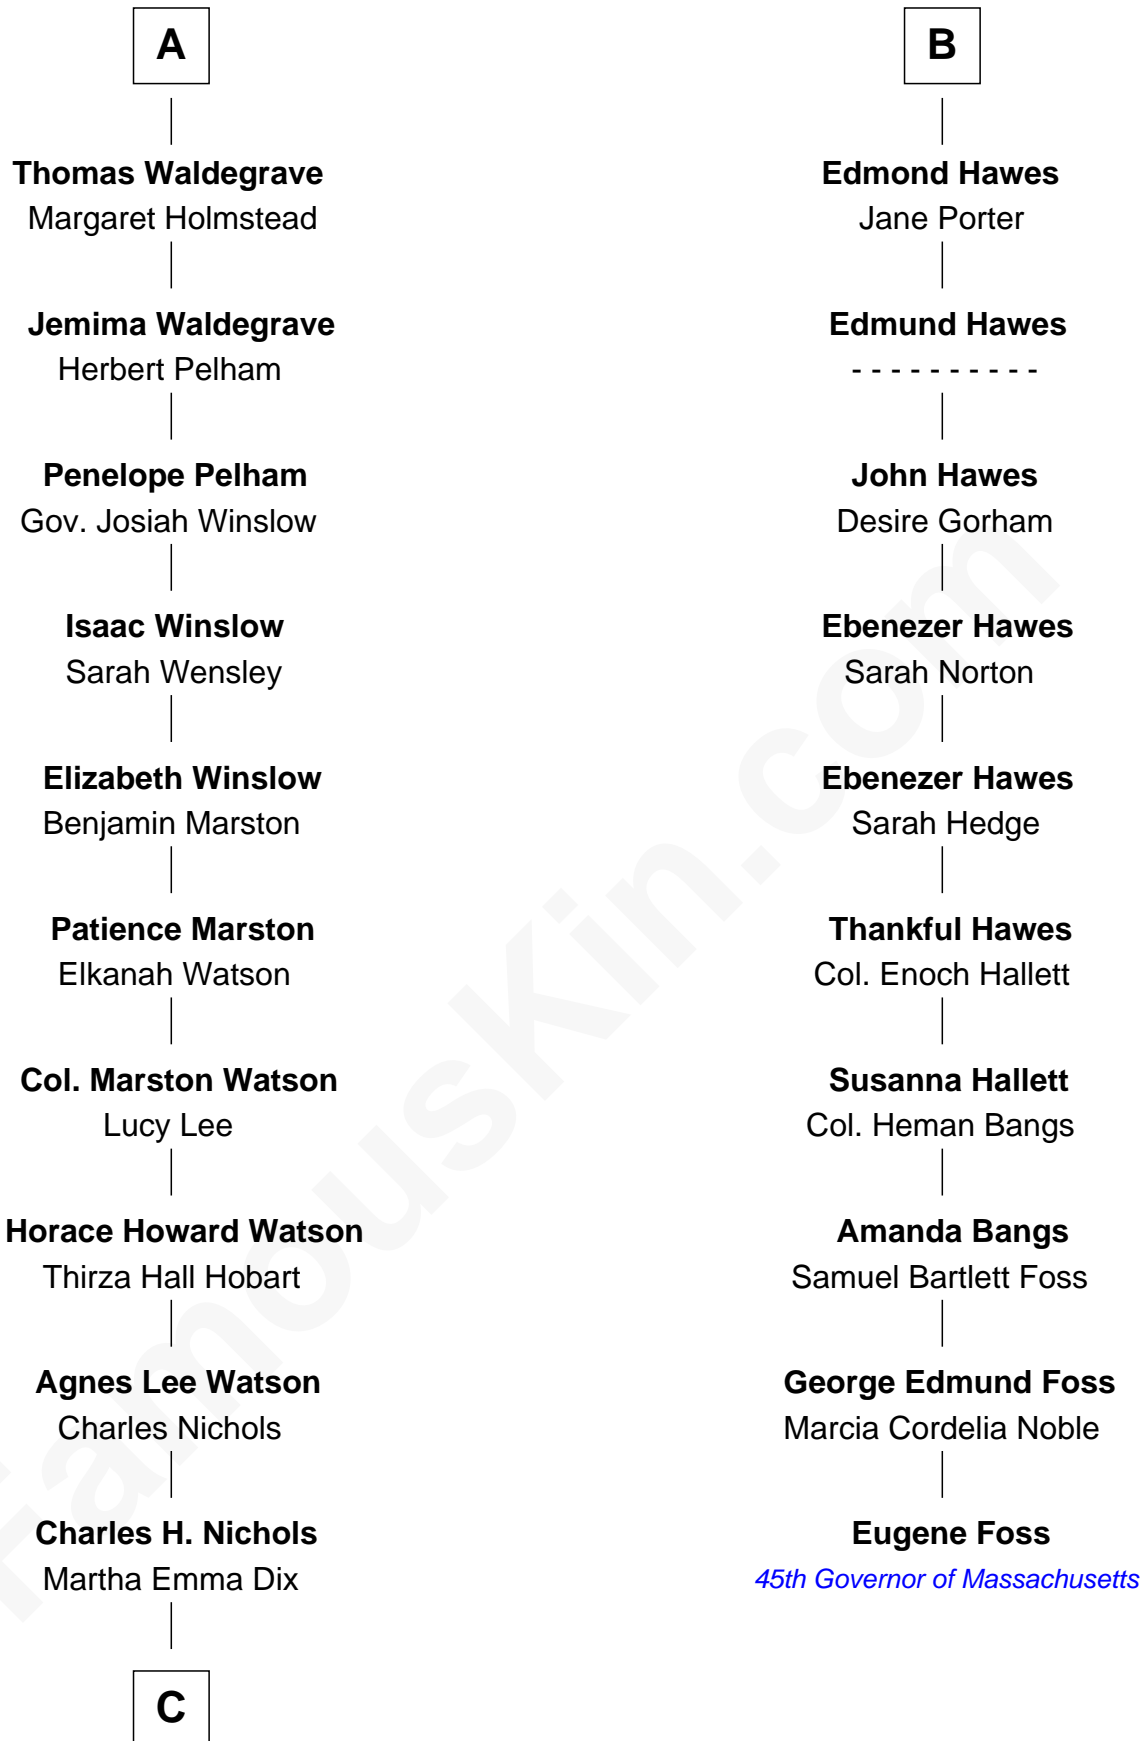 A
Thomas Waldegrave
Margaret Holmstead
Jemima Waldegrave
Herbert Pelham
Penelope Pelham
Gov. Josiah Winslow
Isaac Winslow
Sarah Wensley
Elizabeth Winslow
Benjamin Marston
Patience Marston
Elkanah Watson
Col. Marston Watson
Lucy Lee
Horace Howard Watson
Thirza Hall Hobart
Agnes Lee Watson
Charles Nichols
Charles H. Nichols
Martha Emma Dix
C
B
Edmond Hawes
Jane Porter
Edmund Hawes
- - - - - - - - - -
John Hawes
Desire Gorham
Ebenezer Hawes
Sarah Norton
Ebenezer Hawes
Sarah Hedge
Thankful Hawes
Col. Enoch Hallett
Susanna Hallett
Col. Heman Bangs
Amanda Bangs
Samuel Bartlett Foss
George Edmund Foss
Marcia Cordelia Noble
Eugene Foss
45th Governor of Massachusetts
FamousKin.com